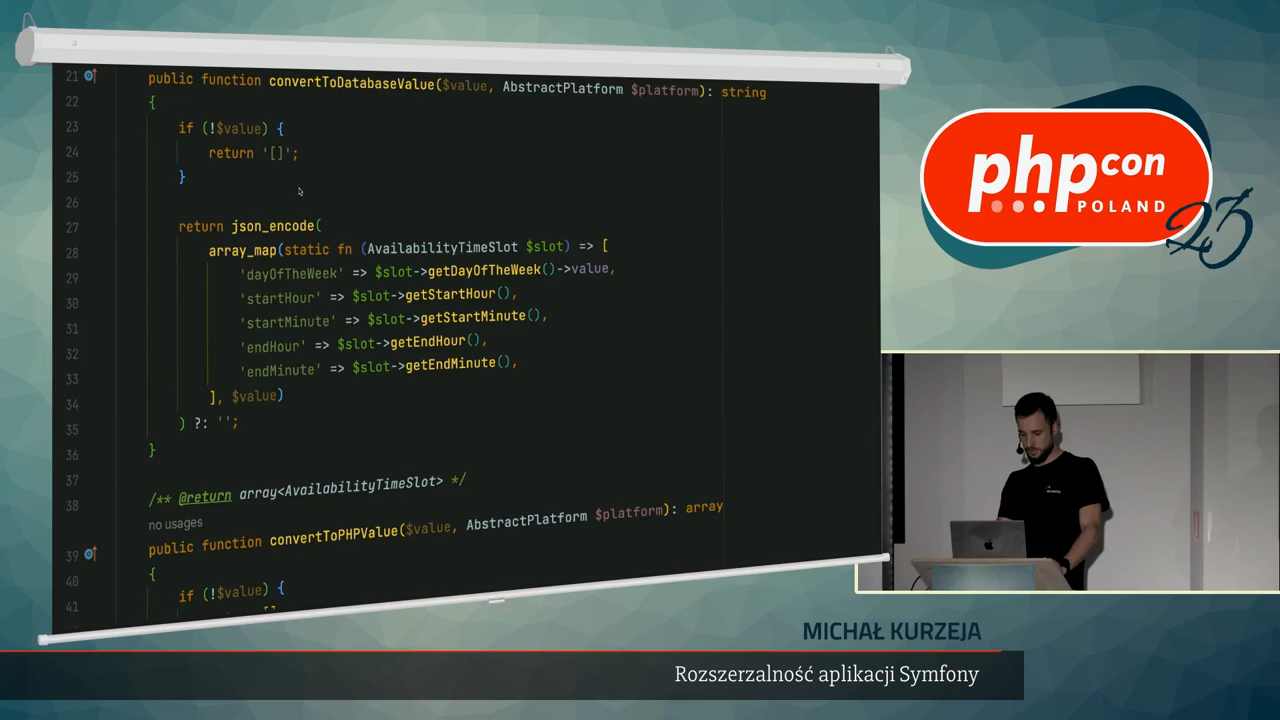 21 public function convertToDatabaseValue($value, AbstractPlatform $platform): string
22 {
23 if (!$value) {
24 return '[]';
25 }
26
27 return json_encode(
28 array_map(static fn (AvailabilityTimeSlot $slot) => [
29 'dayOfTheWeek' => $slot->getDayOfTheWeek()->value,
30 'startHour' => $slot->getStartHour(),
31 'startMinute' => $slot->getStartMinute(),
32 'endHour' => $slot->getEndHour(),
33 'endMinute' => $slot->getEndMinute(),
34 ], $value)
35 ) ?: '';
36 }
37
38 /** @return array<AvailabilityTimeSlot> */
no usages
39 public function convertToPHPValue($value, AbstractPlatform $platform): array
40 {
41 if (!$value) {
phpcon
POLAND
23
MICHAŁ KURZEJA
Rozszerzalność aplikacji Symfony